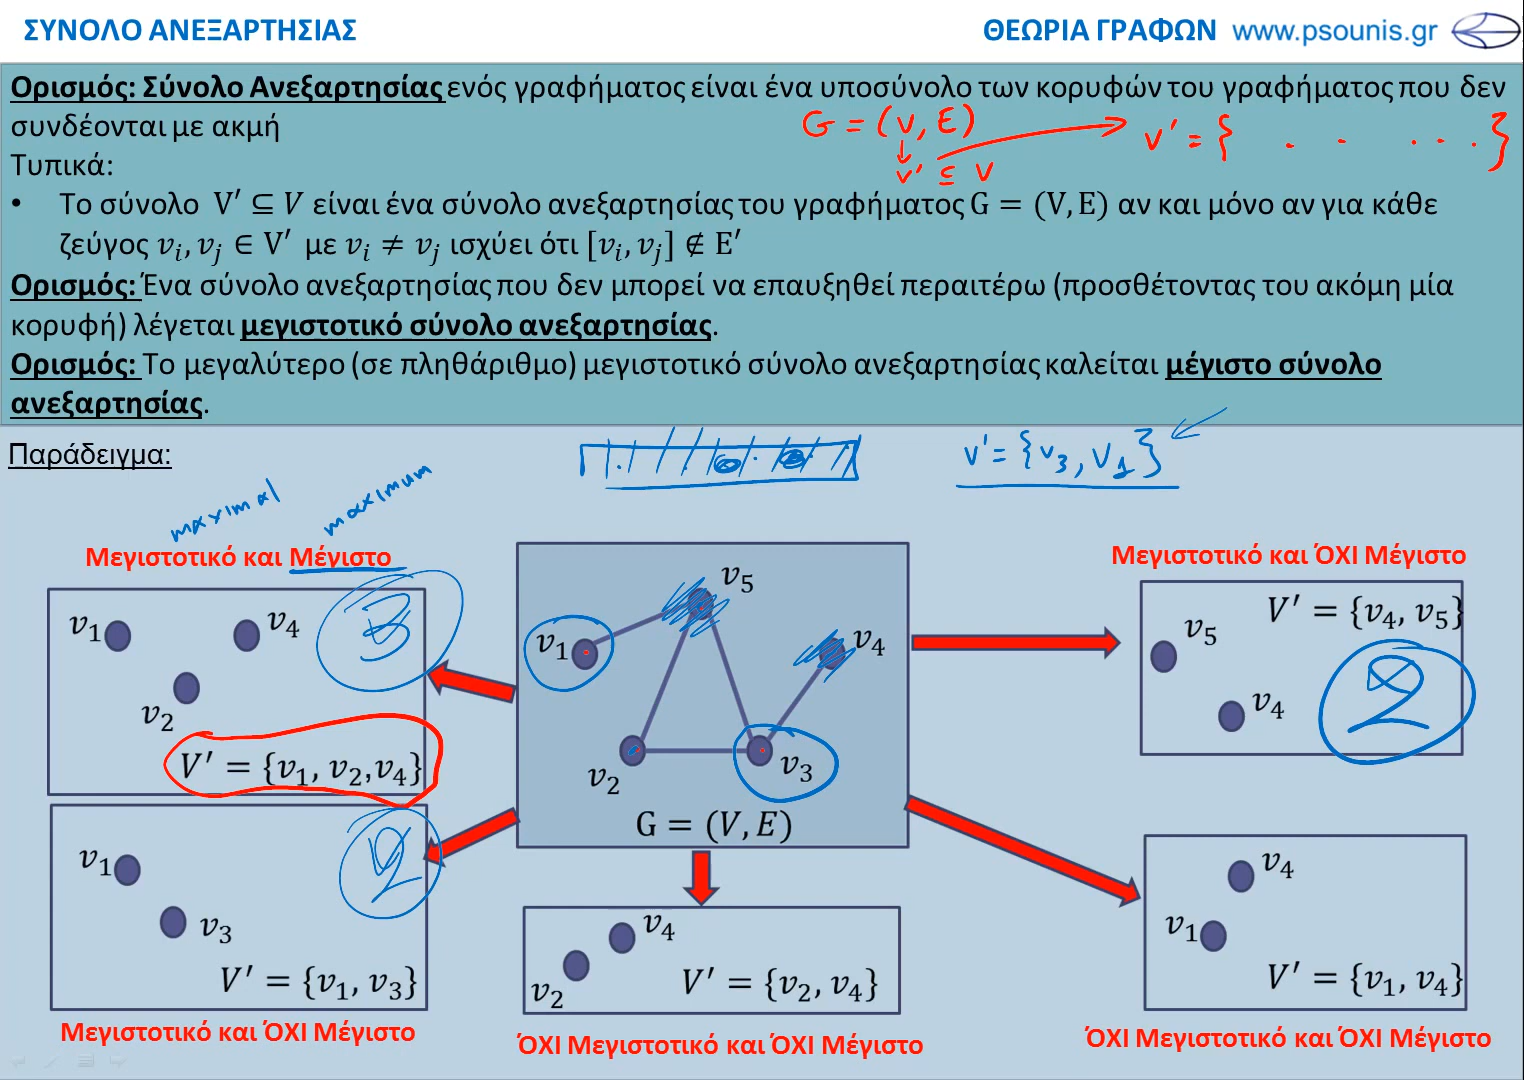 ΣΥΝΟΛΟ ΑΝΕΞΑΡΤΗΣΙΑΣ
ΘΕΩΡΙΑ ΓΡΑΦΩΝ www.psounis.gr
Ορισμός: Σύνολο Ανεξαρτησίας ενός γραφήματος είναι ένα υποσύνολο των κορυφών του γραφήματος που δεν
συνδέονται με ακμή
G = (V, E)
V' ⊆ V
V' = { . . . . . }
Τυπικά:
• Το σύνολο V′ ⊆ V είναι ένα σύνολο ανεξαρτησίας του γραφήματος G = (V, E) αν και μόνο αν για κάθε
ζεύγος vᵢ, vⱼ ∈ V′ με vᵢ ≠ vⱼ ισχύει ότι [vᵢ, vⱼ] ∉ E′
Ορισμός: Ένα σύνολο ανεξαρτησίας που δεν μπορεί να επαυξηθεί περαιτέρω (προσθέτοντας του ακόμη μία
κορυφή) λέγεται μεγιστοτικό σύνολο ανεξαρτησίας.
Ορισμός: Το μεγαλύτερο (σε πληθάριθμο) μεγιστοτικό σύνολο ανεξαρτησίας καλείται μέγιστο σύνολο
ανεξαρτησίας.
Παράδειγμα:
V' = {v₃, v₁}
maximal
maximum
Μεγιστοτικό και Μέγιστο
v₁
v₄
3
v₂
V′ = {v₁, v₂,v₄}
v₅
v₁
v₄
v₂
v₃
G = (V, E)
Μεγιστοτικό και ΌΧΙ Μέγιστο
V′ = {v₄, v₅}
v₅
v₄
2
v₁
v₃
2
V′ = {v₁, v₃}
Μεγιστοτικό και ΌΧΙ Μέγιστο
v₄
v₂
V′ = {v₂, v₄}
ΌΧΙ Μεγιστοτικό και ΌΧΙ Μέγιστο
v₄
v₁
V′ = {v₁, v₄}
ΌΧΙ Μεγιστοτικό και ΌΧΙ Μέγιστο